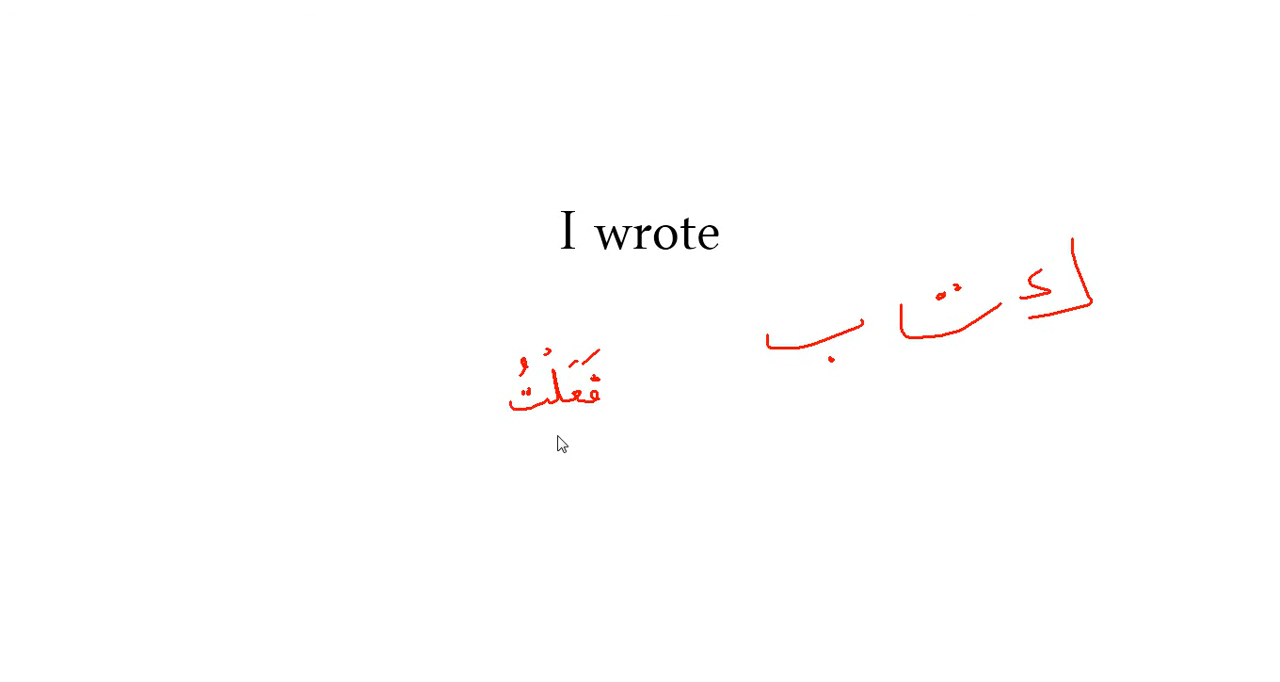 I wrote
ك ت ب
فَعَلْتُ